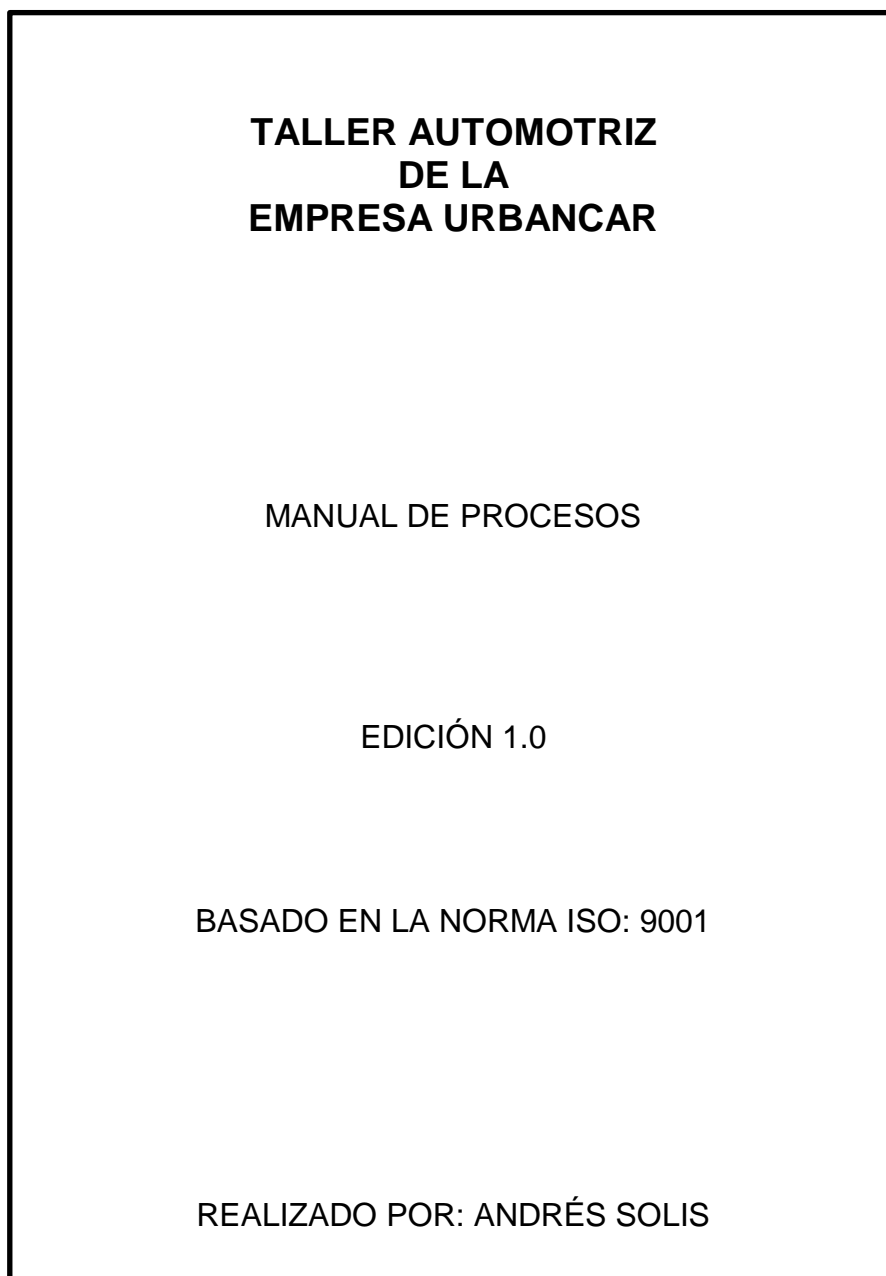 TALLER AUTOMOTRIZ
DE LA
EMPRESA URBANCAR
MANUAL DE PROCESOS
EDICIÓN 1.0
BASADO EN LA NORMA ISO: 9001
REALIZADO POR: ANDRÉS SOLIS